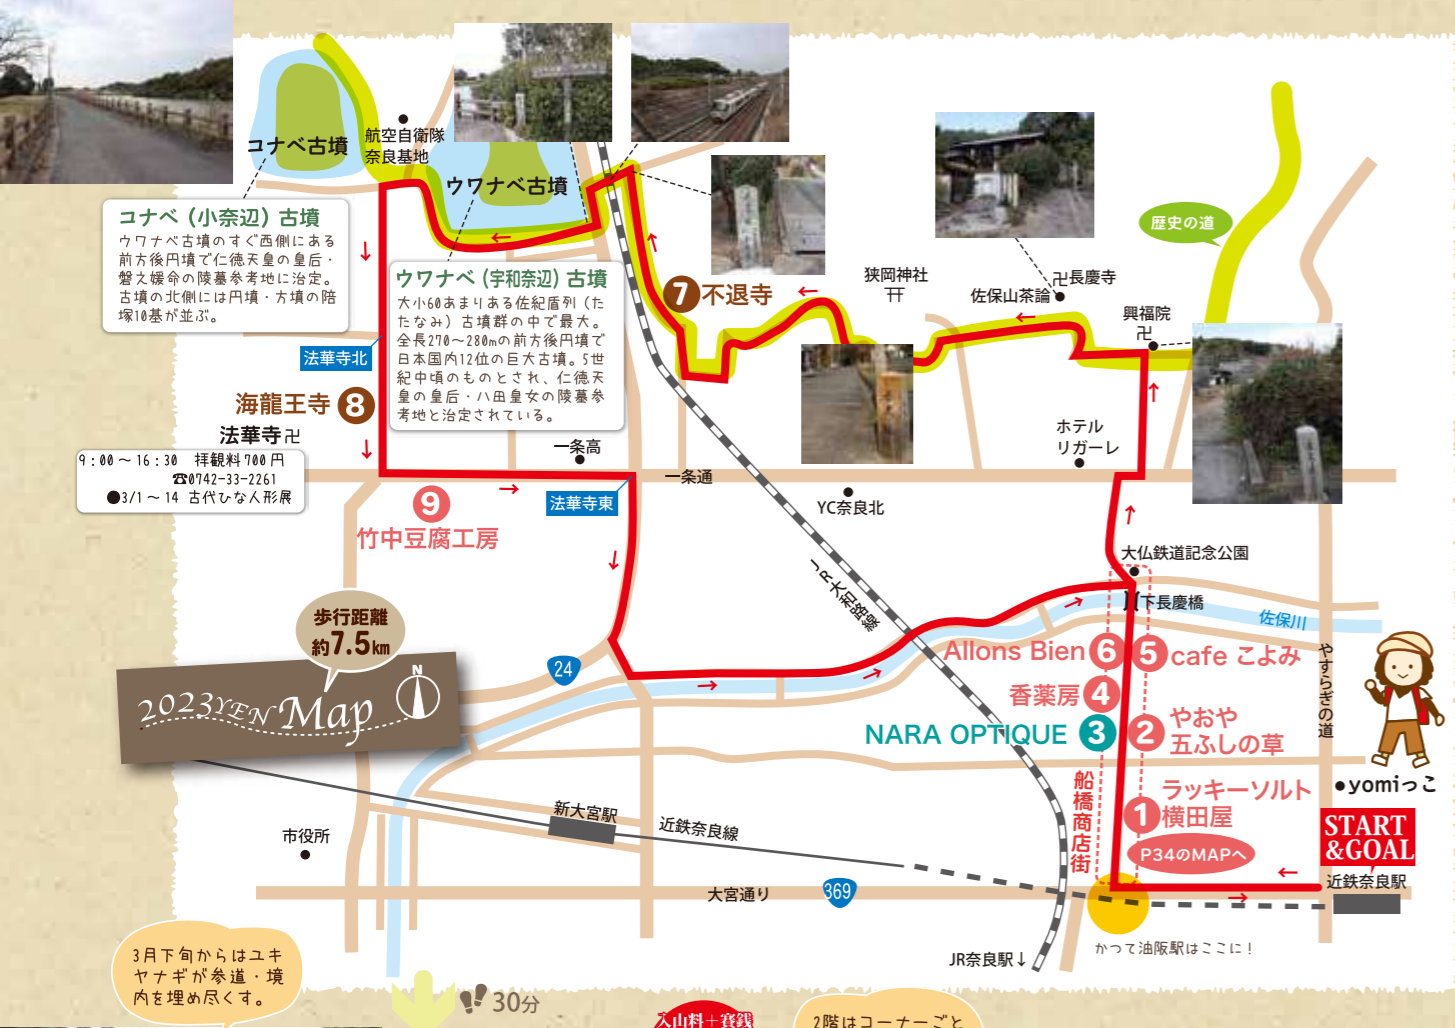 コナベ古墳
航空自衛隊
奈良基地
ウワナベ古墳
コナベ（小奈辺）古墳
ウワナベ古墳のすぐ西側にある
前方後円墳で仁徳天皇の皇后・
磐之媛命の陵墓参考地に治定。
古墳の北側には円墳・方墳の陪
塚10基が並ぶ。
ウワナベ（宇和奈辺）古墳
大小60あまりある佐紀盾列（た
たなみ）古墳群の中で最大。
全長270〜280mの前方後円墳で
日本国内12位の巨大古墳。5世
紀中頃のものとされ、仁徳天
皇の皇后・八田皇女の陵墓参
考地と治定されている。
歴史の道
7 不退寺
狭岡神社
佐保山茶論
卍長慶寺
興福院
卍
法華寺北
海龍王寺 8
法華寺卍
9：00〜16：30　拝観料700円
☎0742-33-2261
●3/1〜14 古代ひな人形展
一条高
一条通
法華寺東
ホテル
リガーレ
YC奈良北
9
竹中豆腐工房
大仏鉄道記念公園
下長慶橋
佐保川
JR大和路線
歩行距離
約7.5km
2023YEN Map
N
24
Allons Bien 6
5 cafe こよみ
香薬房 4
NARA OPTIQUE 3
2 やおや
五ふしの草
やすらぎの道
船橋商店街
1 ラッキーソルト
横田屋
P34のMAPへ
●yomiっこ
START
&GOAL
近鉄奈良駅
新大宮駅
近鉄奈良線
市役所
大宮通り
369
JR奈良駅↓
かつて油阪駅はここに！
3月下旬からはユキ
ヤナギが参道・境
内を埋め尽くす。
30分
入山料＋賽銭
2階はコーナーごと